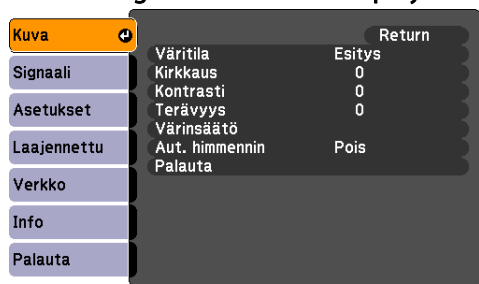 Kuva
Signaali
Asetukset
Laajennettu
Verkko
Info
Palauta
Return
Väritila Esitys
Kirkkaus 0
Kontrasti 0
Terävyys 0
Värinsäätö
Aut. himmennin Pois
Palauta